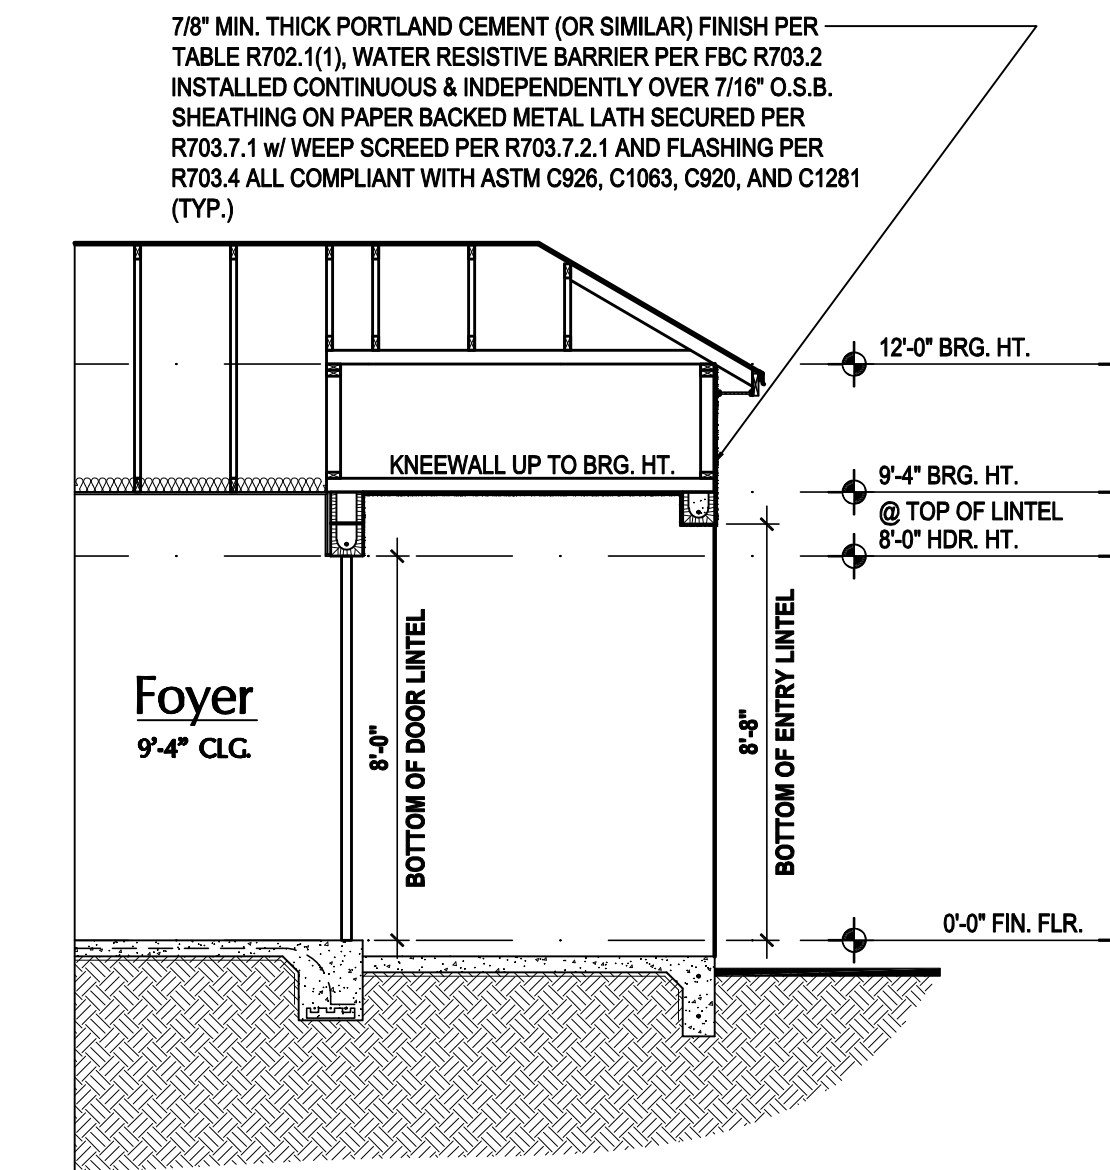 7/8" MIN. THICK PORTLAND CEMENT (OR SIMILAR) FINISH PER
TABLE R702.1(1), WATER RESISTIVE BARRIER PER FBC R703.2
INSTALLED CONTINUOUS & INDEPENDENTLY OVER 7/16" O.S.B.
SHEATHING ON PAPER BACKED METAL LATH SECURED PER
R703.7.1 w/ WEEP SCREED PER R703.7.2.1 AND FLASHING PER
R703.4 ALL COMPLIANT WITH ASTM C926, C1063, C920, AND C1281
(TYP.)
12'-0" BRG. HT.
KNEEWALL UP TO BRG. HT.
9'-4" BRG. HT.
@ TOP OF LINTEL
8'-0" HDR. HT.
Foyer
9'-4" CLG.
8'-0"
BOTTOM OF DOOR LINTEL
8'-8"
BOTTOM OF ENTRY LINTEL
0'-0" FIN. FLR.